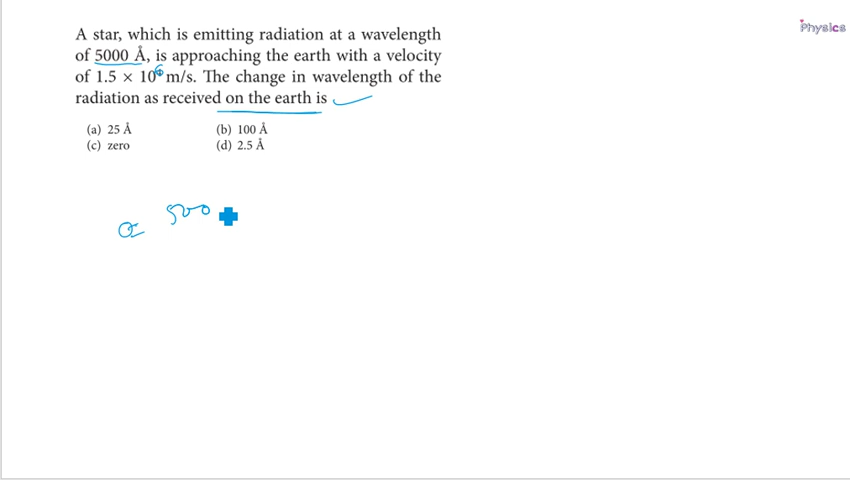 Physics
A star, which is emitting radiation at a wavelength
of 5000 Å, is approaching the earth with a velocity
of 1.5 × 10⁶ m/s. The change in wavelength of the
radiation as received on the earth is
(a) 25 Å (b) 100 Å
(c) zero (d) 2.5 Å
500